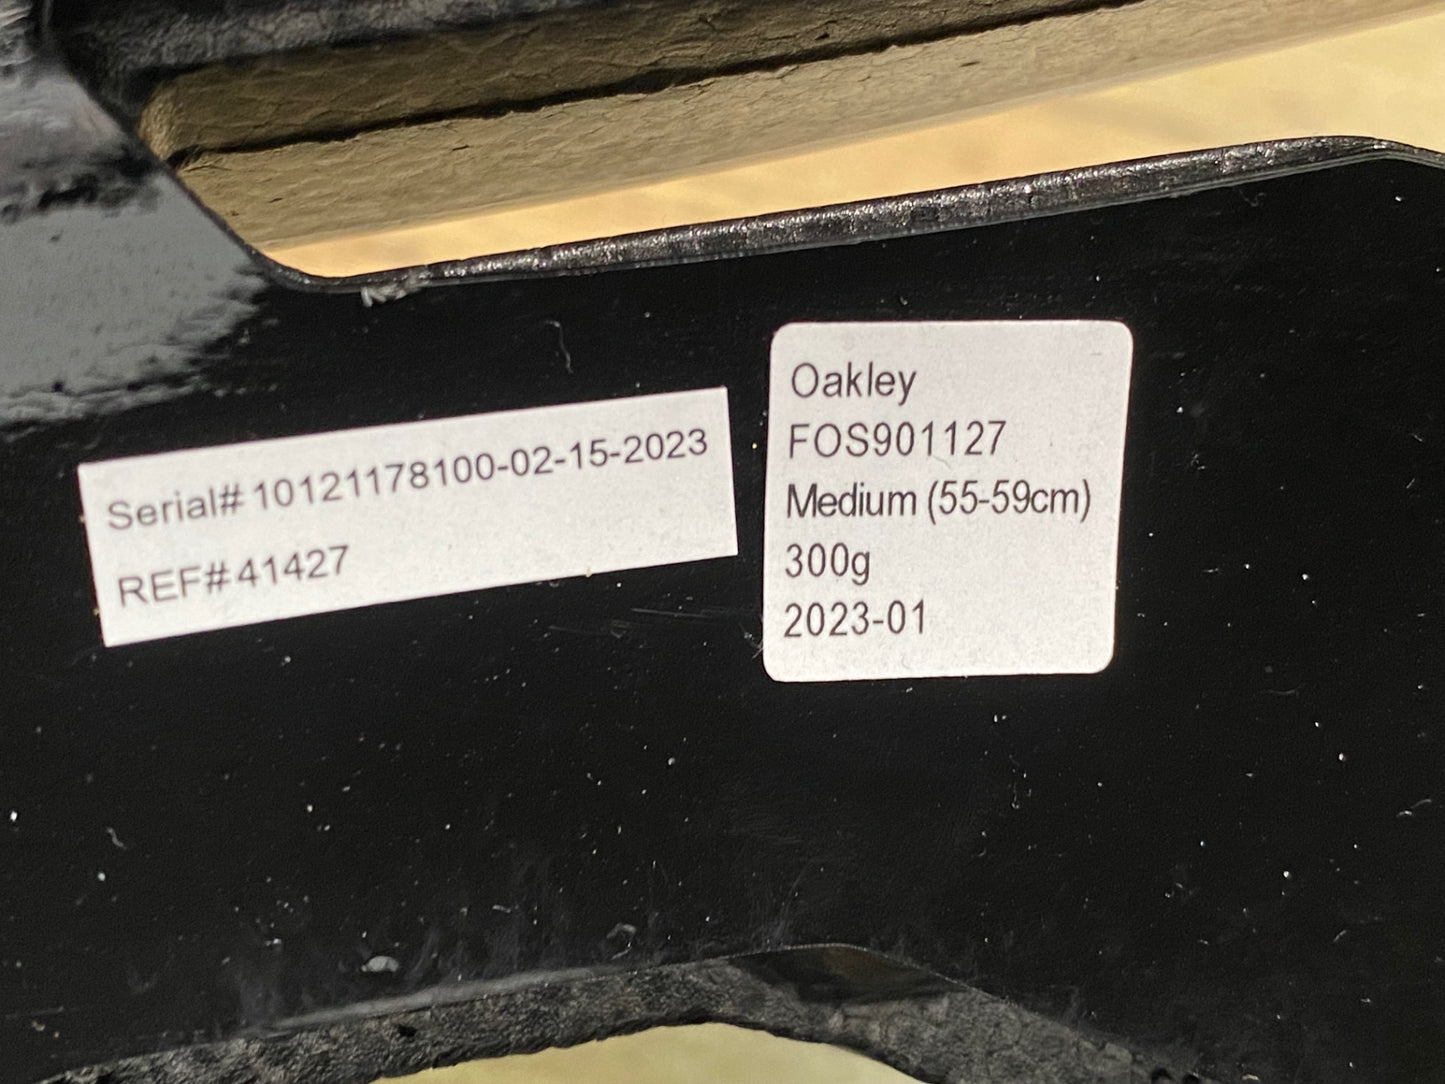 Serial# 10121178100-02-15-2023
REF# 41427
Oakley
FOS901127
Medium (55-59cm)
300g
2023-01